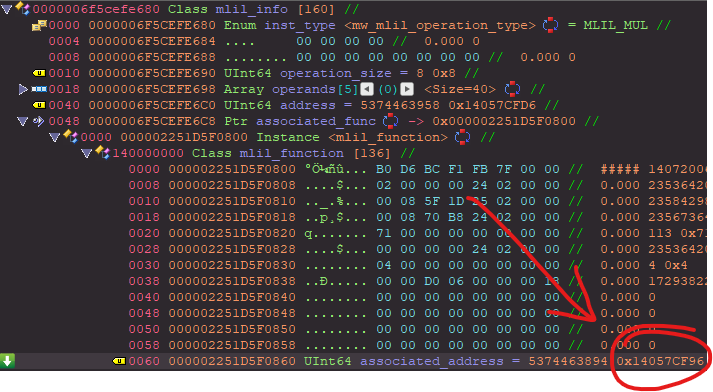 0000006f5cefe680 Class mlil_info [160] //
0000 0000006F5CEFE680 Enum inst_type <mw_mlil_operation_type> = MLIL_MUL //
0004 0000006F5CEFE684 .... 00 00 00 00 // 0.000 0
0008 0000006F5CEFE688 ........ 00 00 00 00 00 00 00 00 // 0.000 0
0010 0000006F5CEFE690 UInt64 operation_size = 8 0x8 //
0018 0000006F5CEFE698 Array operands[5] (0) <Size=40> //
0040 0000006F5CEFE6C0 UInt64 address = 5374463958 0x14057CFD6 //
0048 0000006F5CEFE6C8 Ptr associated_func -> 0x000002251D5F0800 //
0000 000002251D5F0800 Instance <mlil_function> //
140000000 Class mlil_function [136] //
0000 000002251D5F0800 B0 D6 BC F1 FB 7F 00 00 // ##### 14072006
0008 000002251D5F0808 ....$... 02 00 00 00 24 02 00 00 // 0.000 23536420
0010 000002251D5F0810 .._.%... 00 08 5F 1D 25 02 00 00 // 0.000 23584298
0018 000002251D5F0818 ..p.$... 00 08 70 B8 24 02 00 00 // 0.000 23567364
0020 000002251D5F0820 q....... 71 00 00 00 00 00 00 00 // 0.000 113 0x71
0028 000002251D5F0828 ....$... 00 00 00 00 24 02 00 00 // 0.000 23536420
0030 000002251D5F0830 ........ 04 00 00 00 00 00 00 00 // 0.000 4 0x4
0038 000002251D5F0838 ..Ð..... 00 00 D0 06 00 00 00 18 // 0.000 17293822
0040 000002251D5F0840 ........ 00 00 00 00 00 00 00 00 // 0.000 0
0048 000002251D5F0848 ........ 00 00 00 00 00 00 00 00 // 0.000 0
0050 000002251D5F0850 ........ 00 00 00 00 00 00 00 00 // 0.000 0
0058 000002251D5F0858 ........ 00 00 00 00 00 00 00 00 // 0.000 0
0060 000002251D5F0860 UInt64 associated_address = 5374463894 0x14057CF96